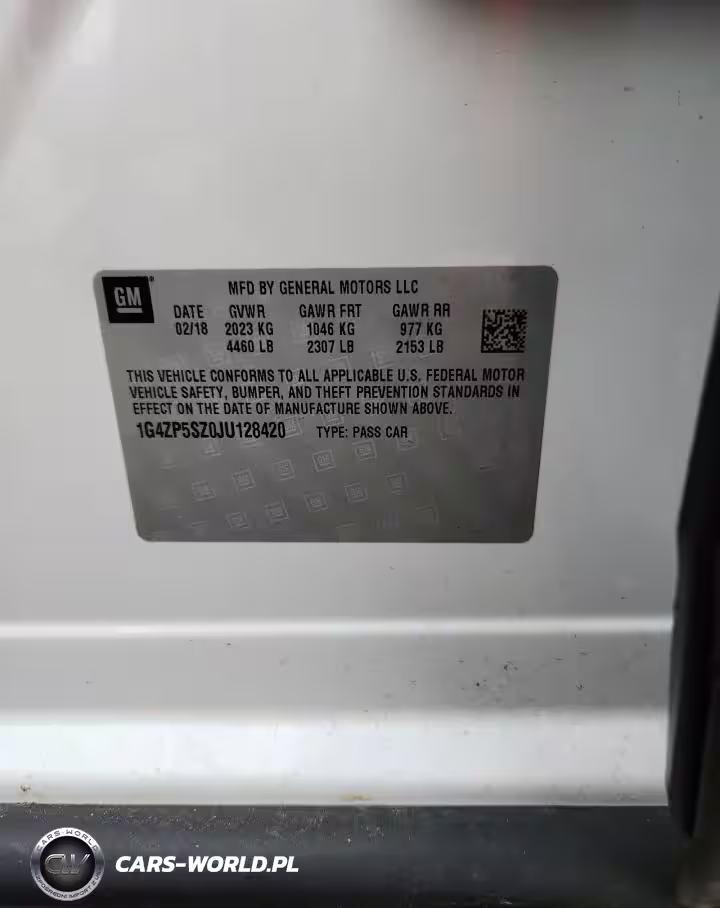 GM
MFD BY GENERAL MOTORS LLC
DATE GVWR GAWR FRT GAWR RR
02/18 2023 KG 1046 KG 977 KG
4460 LB 2307 LB 2153 LB
THIS VEHICLE CONFORMS TO ALL APPLICABLE U.S. FEDERAL MOTOR
VEHICLE SAFETY, BUMPER, AND THEFT PREVENTION STANDARDS IN
EFFECT ON THE DATE OF MANUFACTURE SHOWN ABOVE.
1G4ZP5SZ0JU128420 TYPE: PASS CAR
CARS-WORLD
CW
CARS-WORLD.PL